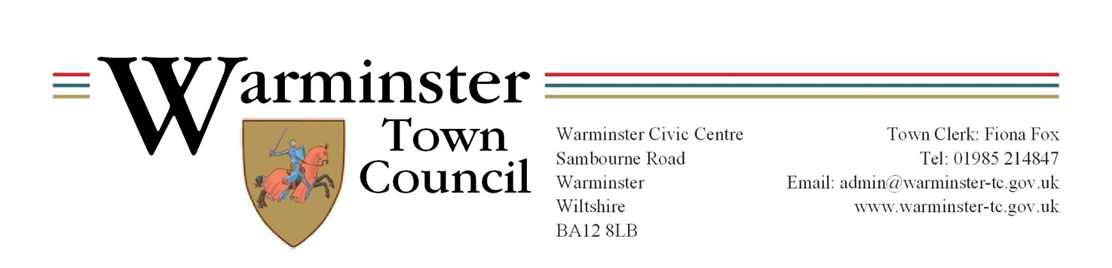 Warminster
Town
Council
Warminster Civic Centre
Sambourne Road
Warminster
Wiltshire
BA12 8LB
Town Clerk: Fiona Fox
Tel: 01985 214847
Email: admin@warminster-tc.gov.uk
www.warminster-tc.gov.uk